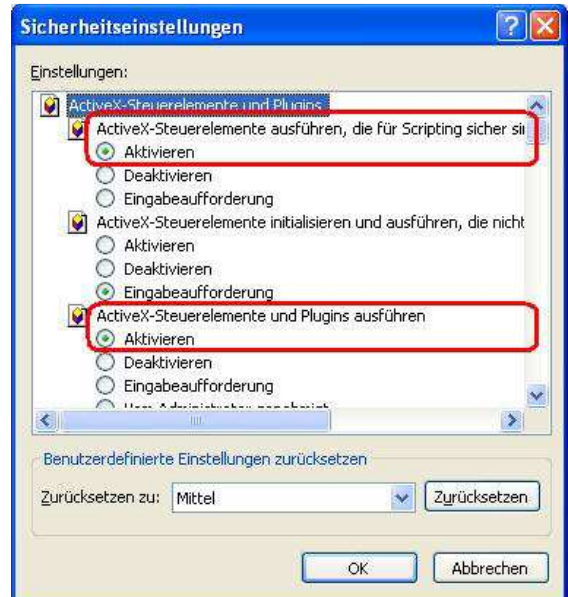 Sicherheitseinstellungen
Einstellungen:
ActiveX-Steuerelemente und Plugins
ActiveX-Steuerelemente ausführen, die für Scripting sicher
Aktivieren
Deaktivieren
Eingabeaufforderung
ActiveX-Steuerelemente initialisieren und ausführen, die nicht
Aktivieren
Deaktivieren
Eingabeaufforderung
ActiveX-Steuerelemente und Plugins ausführen
Aktivieren
Deaktivieren
Eingabeaufforderung
Benutzerdefinierte Einstellungen zurücksetzen
Zurücksetzen zu: Mittel Zurücksetzen
OK Abbrechen